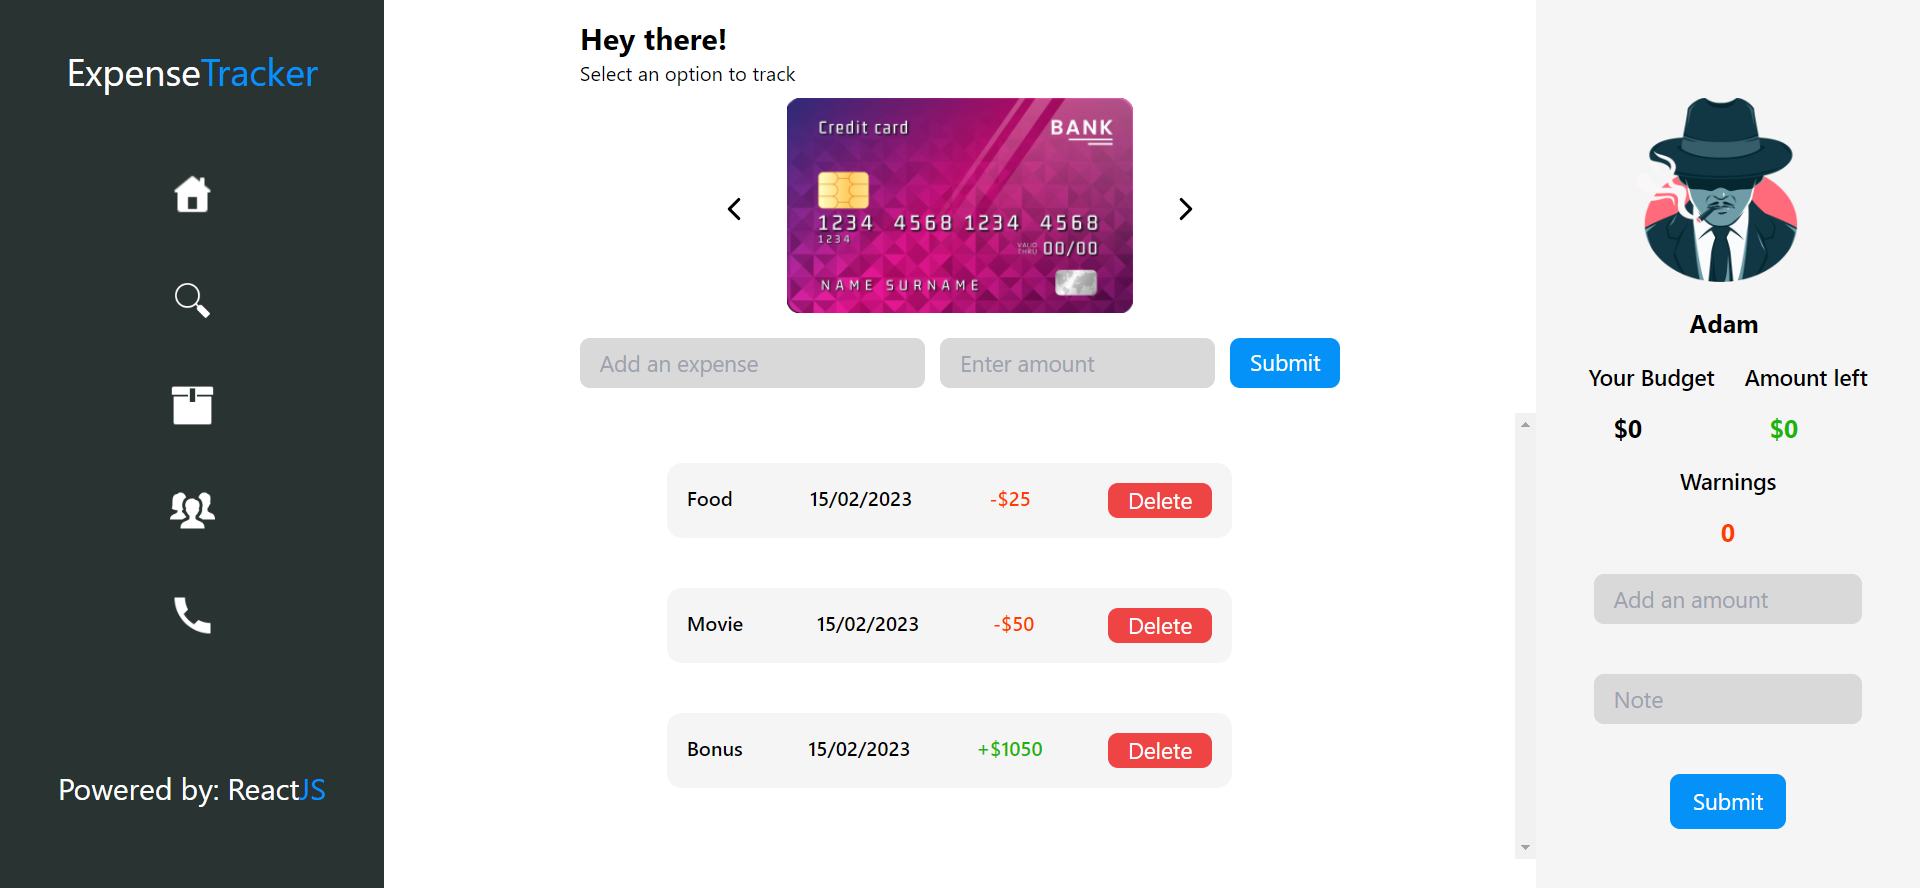 ExpenseTracker
Powered by: ReactJS
Hey there!
Select an option to track
Credit card
BANK
1234 4568 1234 4568
1234
VALID
THRU
00/00
NAME SURNAME
Add an expense
Enter amount
Submit
Food 15/02/2023 -$25 Delete
Movie 15/02/2023 -$50 Delete
Bonus 15/02/2023 +$1050 Delete
Adam
Your Budget Amount left
$0 $0
Warnings
0
Add an amount
Note
Submit